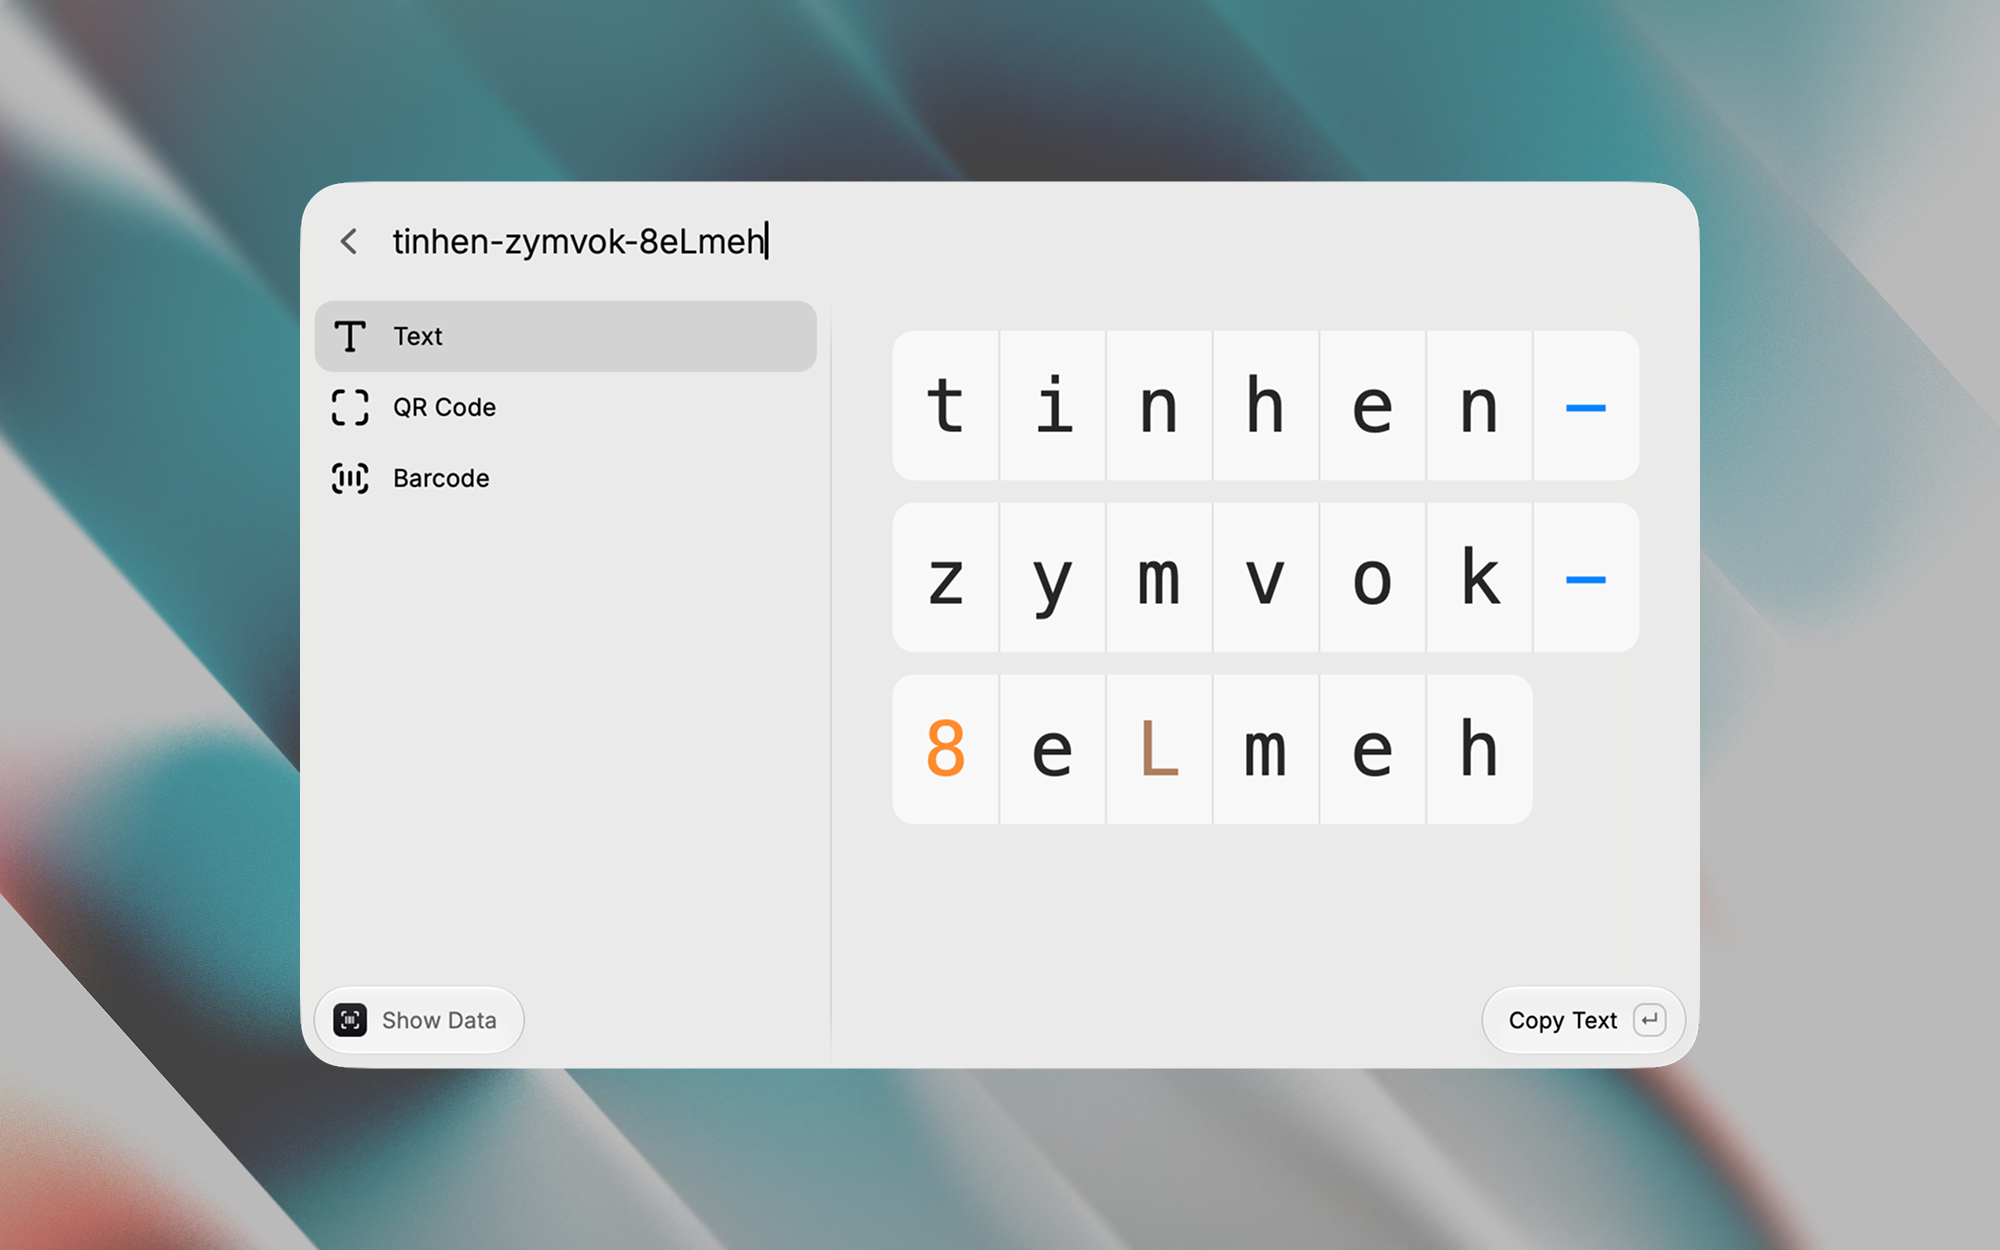 tinhen-zymvok-8eLmeh
Text
QR Code
Barcode
t i n h e n -
z y m v o k -
8 e L m e h
Show Data
Copy Text